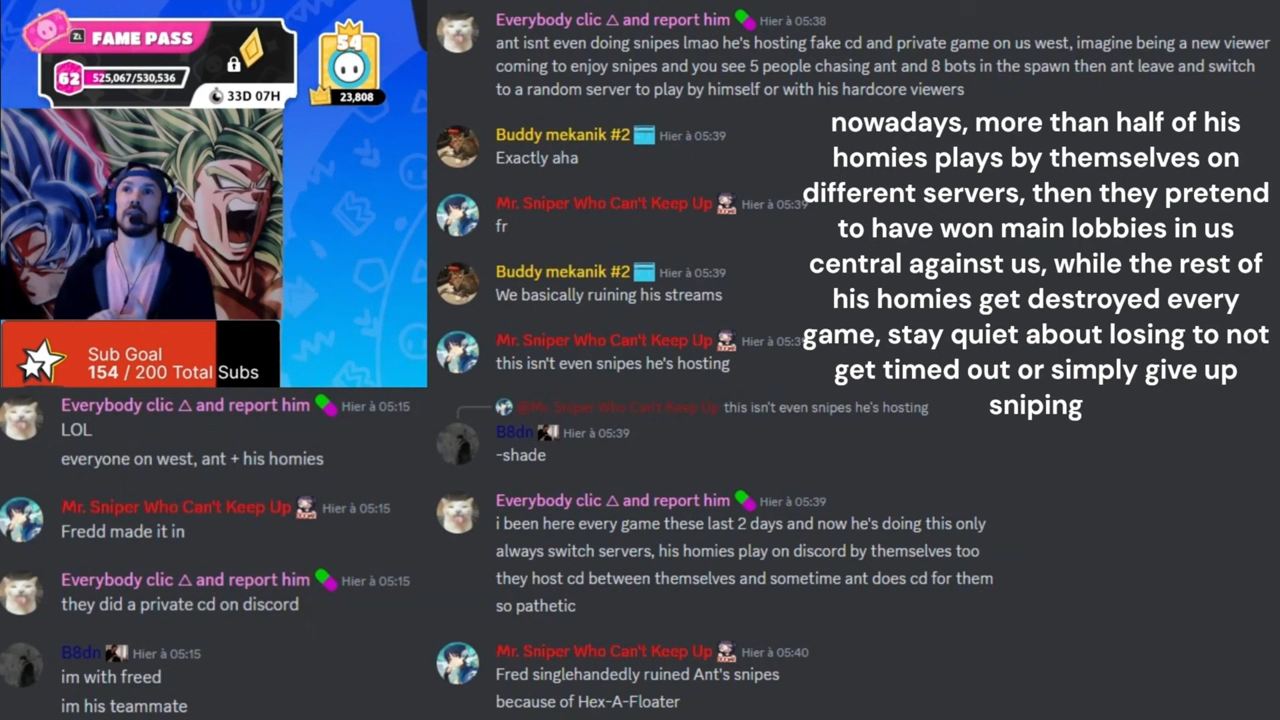 ZL FAME PASS
62 525,067/530,536
33D 07H
54
23,808
Sub Goal
154 / 200 Total Subs
Everybody clic △ and report him Hier à 05:15
LOL
everyone on west, ant + his homies
Mr. Sniper Who Can't Keep Up Hier à 05:15
Fredd made it in
Everybody clic △ and report him Hier à 05:15
they did a private cd on discord
B8dn Hier à 05:15
im with freed
im his teammate
Everybody clic △ and report him Hier à 05:38
ant isnt even doing snipes lmao he's hosting fake cd and private game on us west, imagine being a new viewer
coming to enjoy snipes and you see 5 people chasing ant and 8 bots in the spawn then ant leave and switch
to a random server to play by himself or with his hardcore viewers
Buddy mekanik #2 Hier à 05:39
Exactly aha
Mr. Sniper Who Can't Keep Up Hier à 05:39
fr
Buddy mekanik #2 Hier à 05:39
We basically ruining his streams
Mr. Sniper Who Can't Keep Up Hier à 05:39
this isn't even snipes he's hosting
@Mr. Sniper Who Can't Keep Up this isn't even snipes he's hosting
B8dn Hier à 05:39
-shade
Everybody clic △ and report him Hier à 05:39
i been here every game these last 2 days and now he's doing this only
always switch servers, his homies play on discord by themselves too
they host cd between themselves and sometime ant does cd for them
so pathetic
Mr. Sniper Who Can't Keep Up Hier à 05:40
Fred singlehandedly ruined Ant's snipes
because of Hex-A-Floater
nowadays, more than half of his
homies plays by themselves on
different servers, then they pretend
to have won main lobbies in us
central against us, while the rest of
his homies get destroyed every
game, stay quiet about losing to not
get timed out or simply give up
sniping